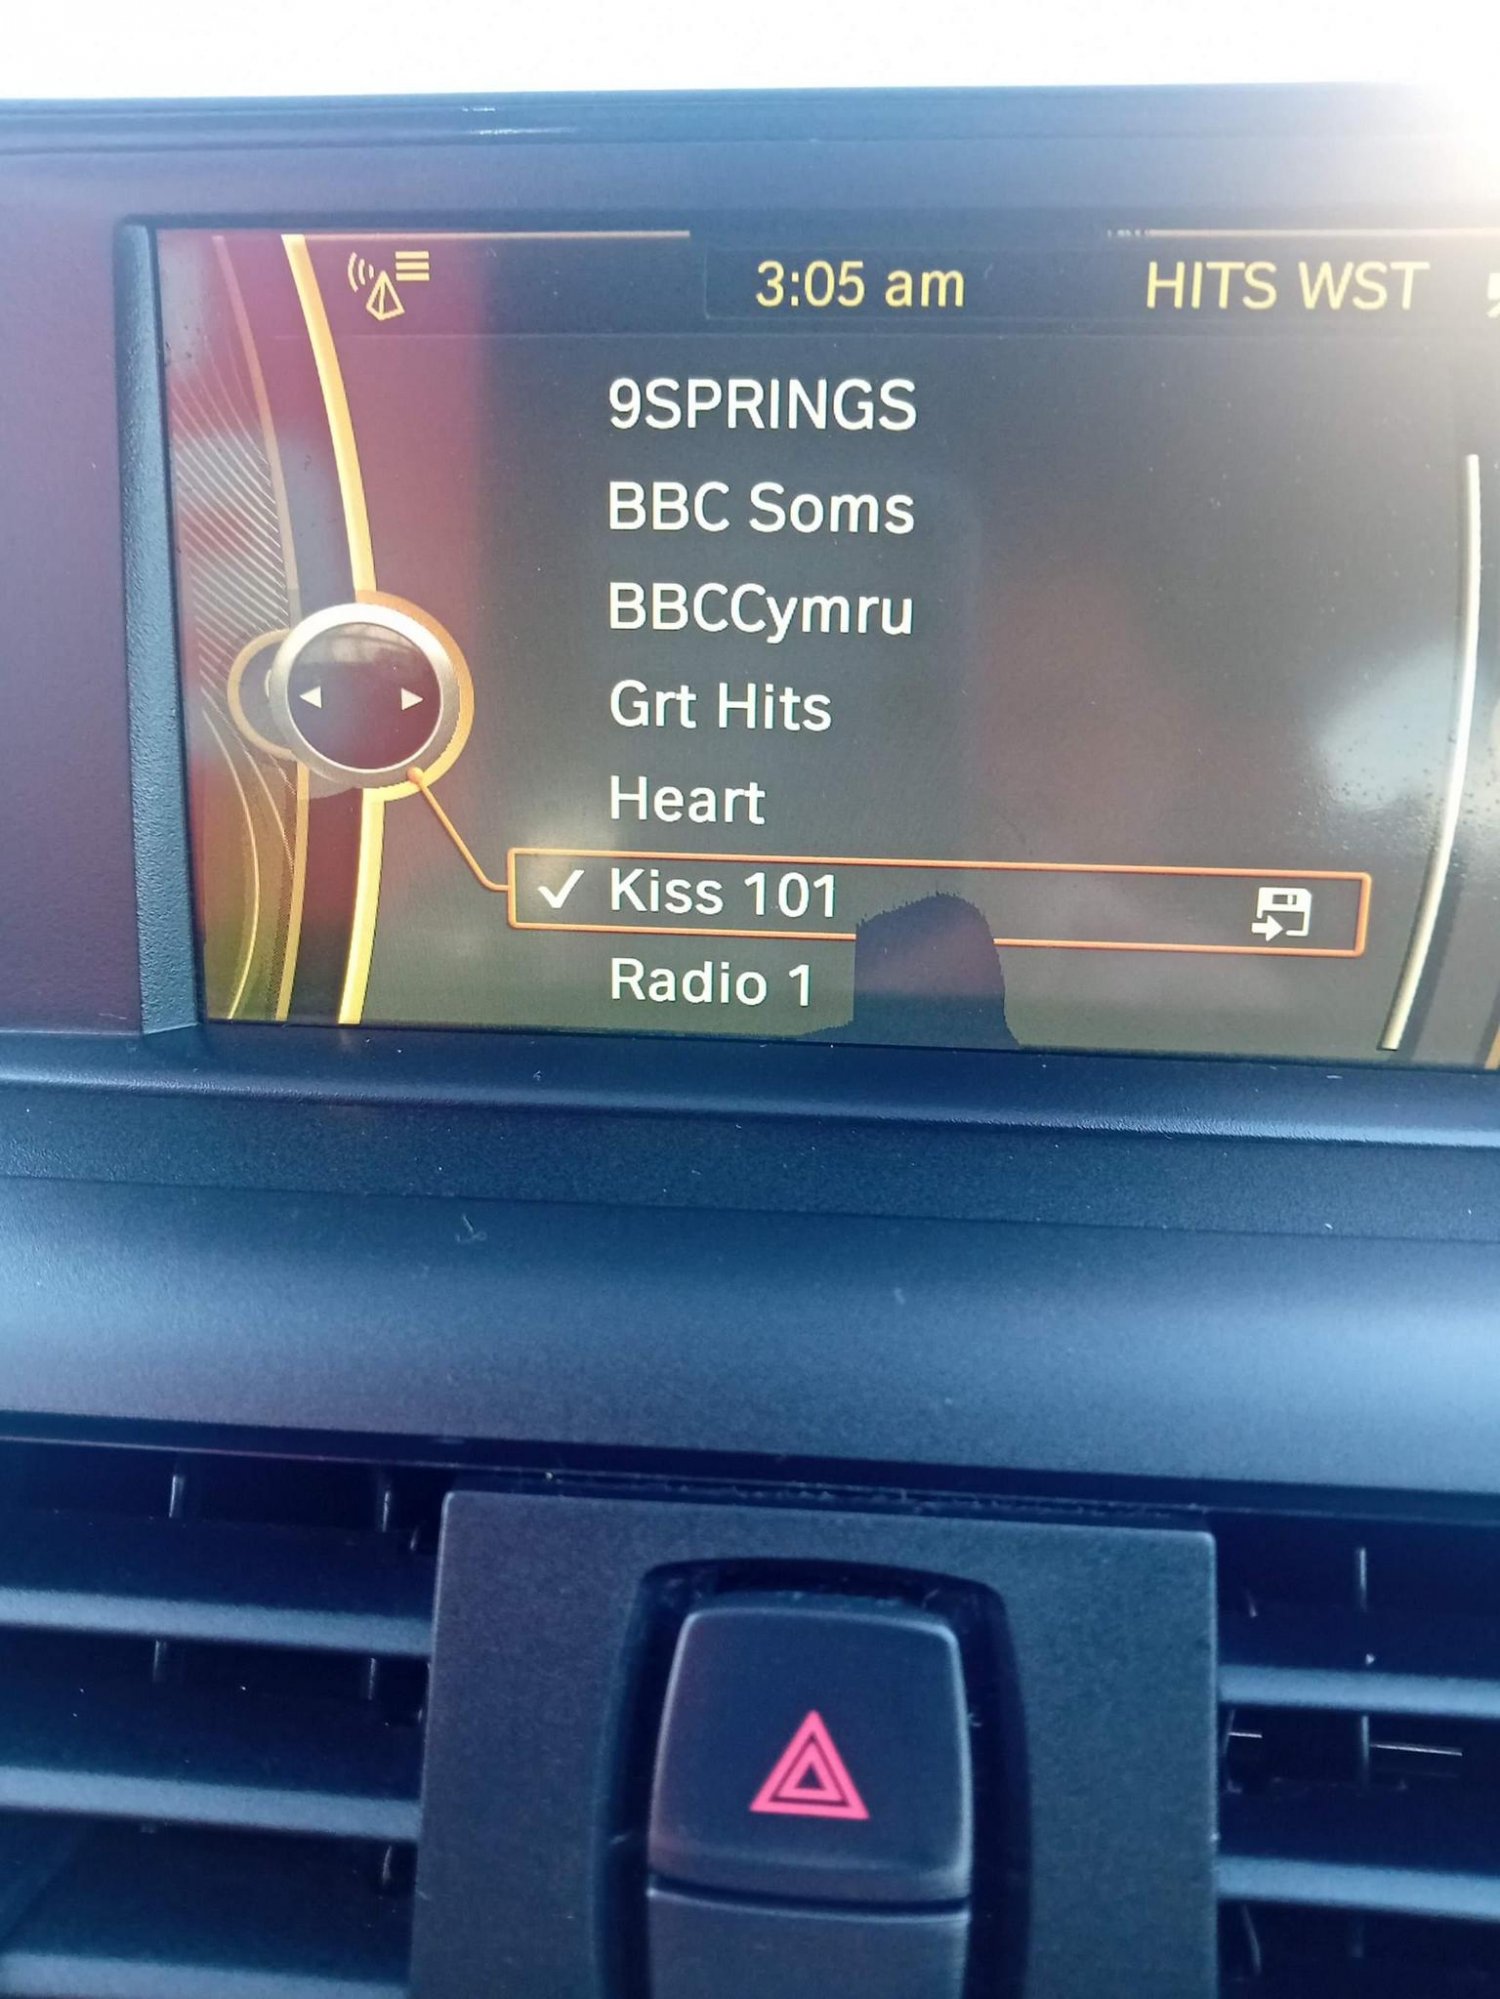 3:05 am HITS WST
9SPRINGS
BBC Soms
BBCCymru
Grt Hits
Heart
Kiss 101
Radio 1